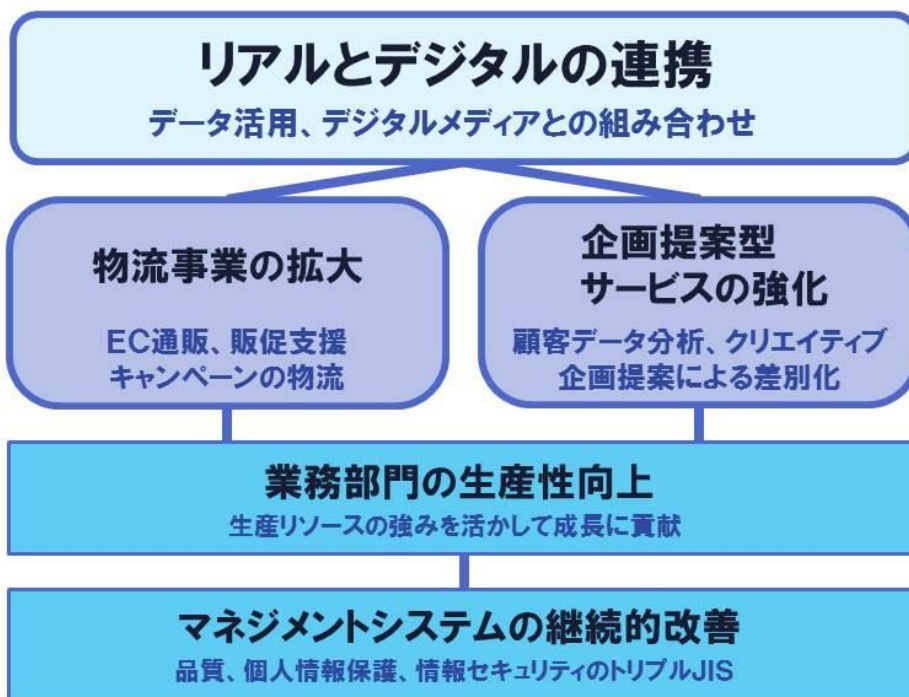 リアルとデジタルの連携
データ活用、デジタルメディアとの組み合わせ
物流事業の拡大
EC通販、販促支援
キャンペーンの物流
企画提案型
サービスの強化
顧客データ分析、クリエイティブ
企画提案による差別化
業務部門の生産性向上
生産リソースの強みを活かして成長に貢献
マネジメントシステムの継続的改善
品質、個人情報保護、情報セキュリティのトリプルJIS